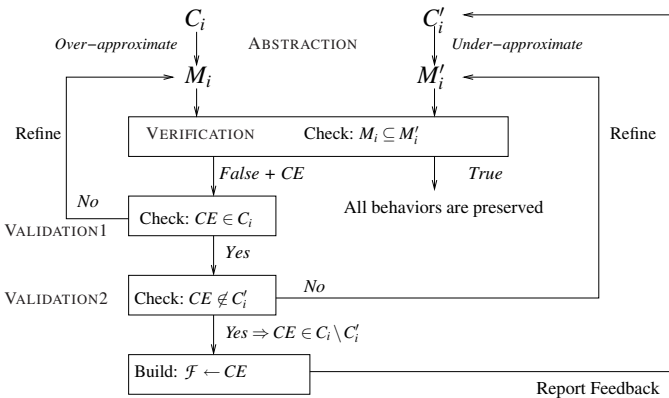 C_i C'_i
Over–approximate ABSTRACTION Under–approximate
M_i M'_i
Refine VERIFICATION Check: M_i ⊆ M'_i Refine
False + CE True
No All behaviors are preserved
Check: CE ∈ C_i
VALIDATION1
Yes
No
VALIDATION2 Check: CE ∉ C'_i
Yes ⇒ CE ∈ C_i \ C'_i
Build: ℱ ← CE
Report Feedback